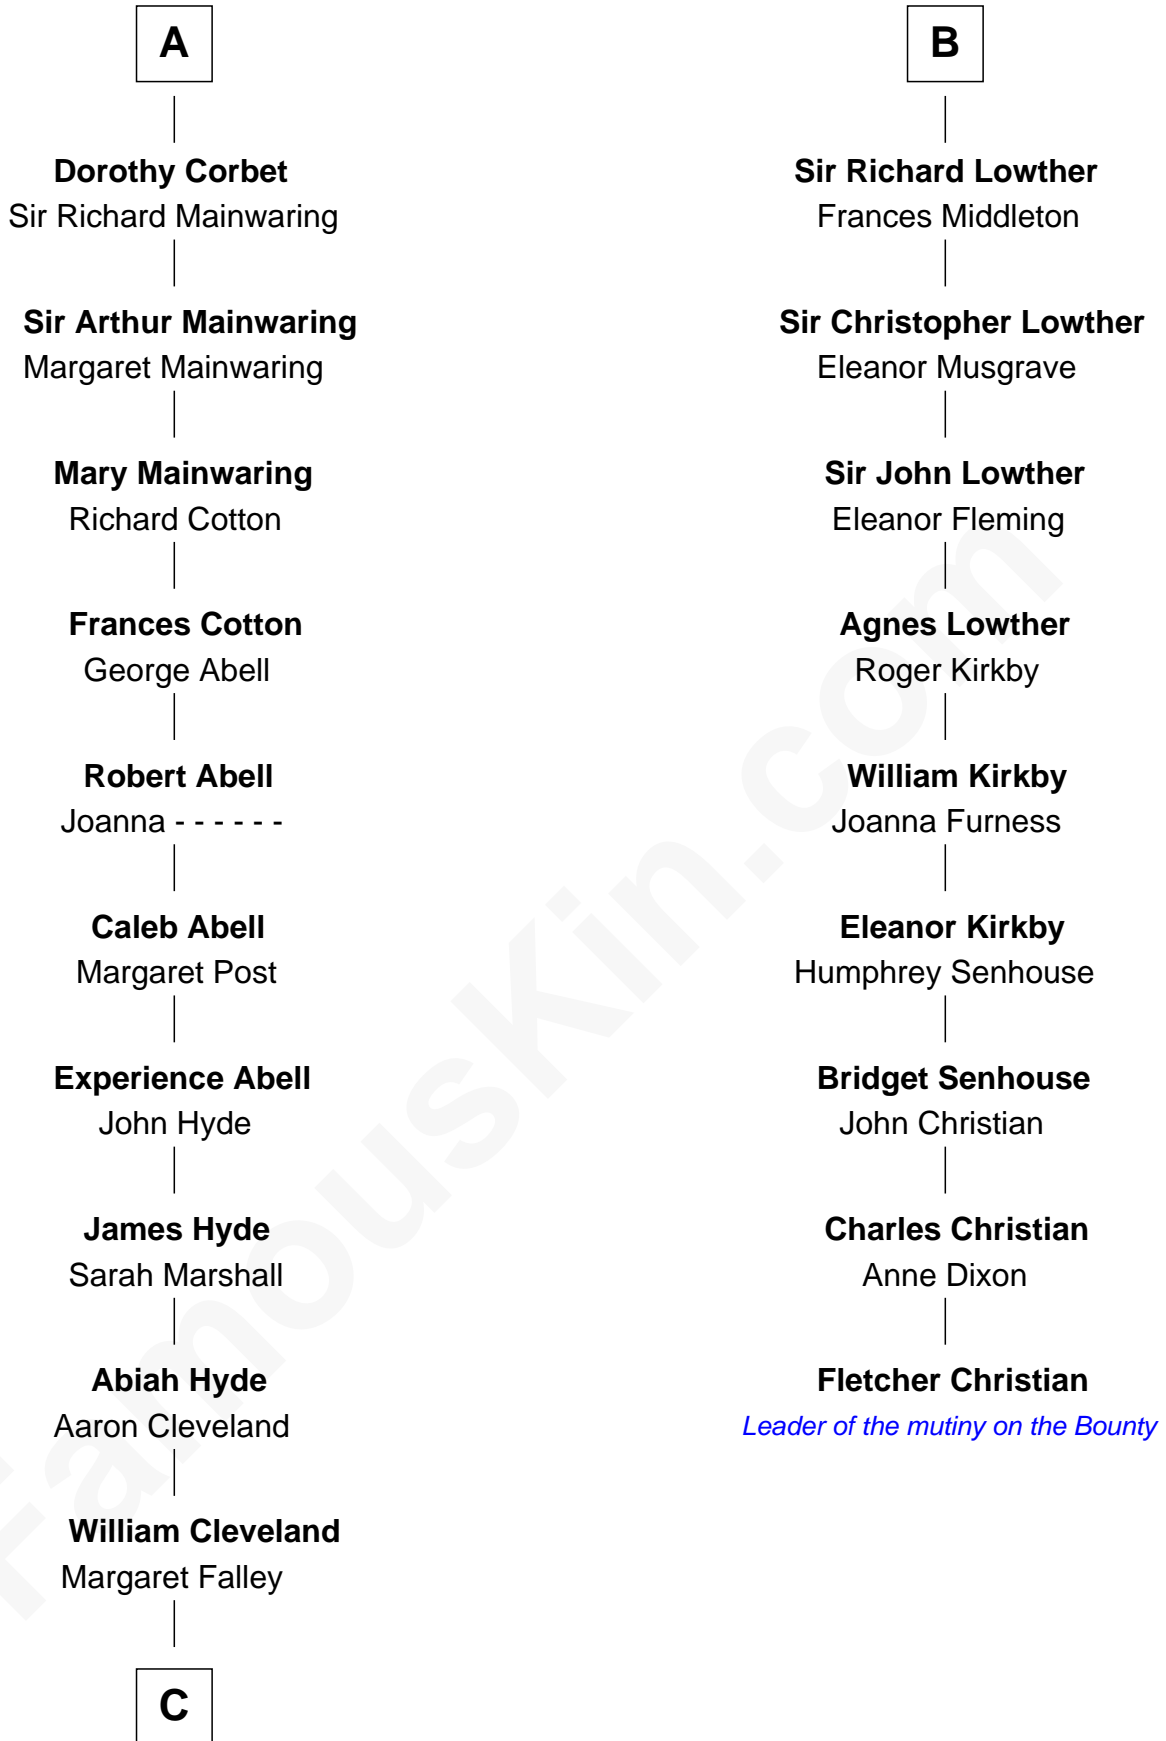 A
Dorothy Corbet
Sir Richard Mainwaring
Sir Arthur Mainwaring
Margaret Mainwaring
Mary Mainwaring
Richard Cotton
Frances Cotton
George Abell
Robert Abell
Joanna - - - - - -
Caleb Abell
Margaret Post
Experience Abell
John Hyde
James Hyde
Sarah Marshall
Abiah Hyde
Aaron Cleveland
William Cleveland
Margaret Falley
C
B
Sir Richard Lowther
Frances Middleton
Sir Christopher Lowther
Eleanor Musgrave
Sir John Lowther
Eleanor Fleming
Agnes Lowther
Roger Kirkby
William Kirkby
Joanna Furness
Eleanor Kirkby
Humphrey Senhouse
Bridget Senhouse
John Christian
Charles Christian
Anne Dixon
Fletcher Christian
Leader of the mutiny on the Bounty
FamousKin.com